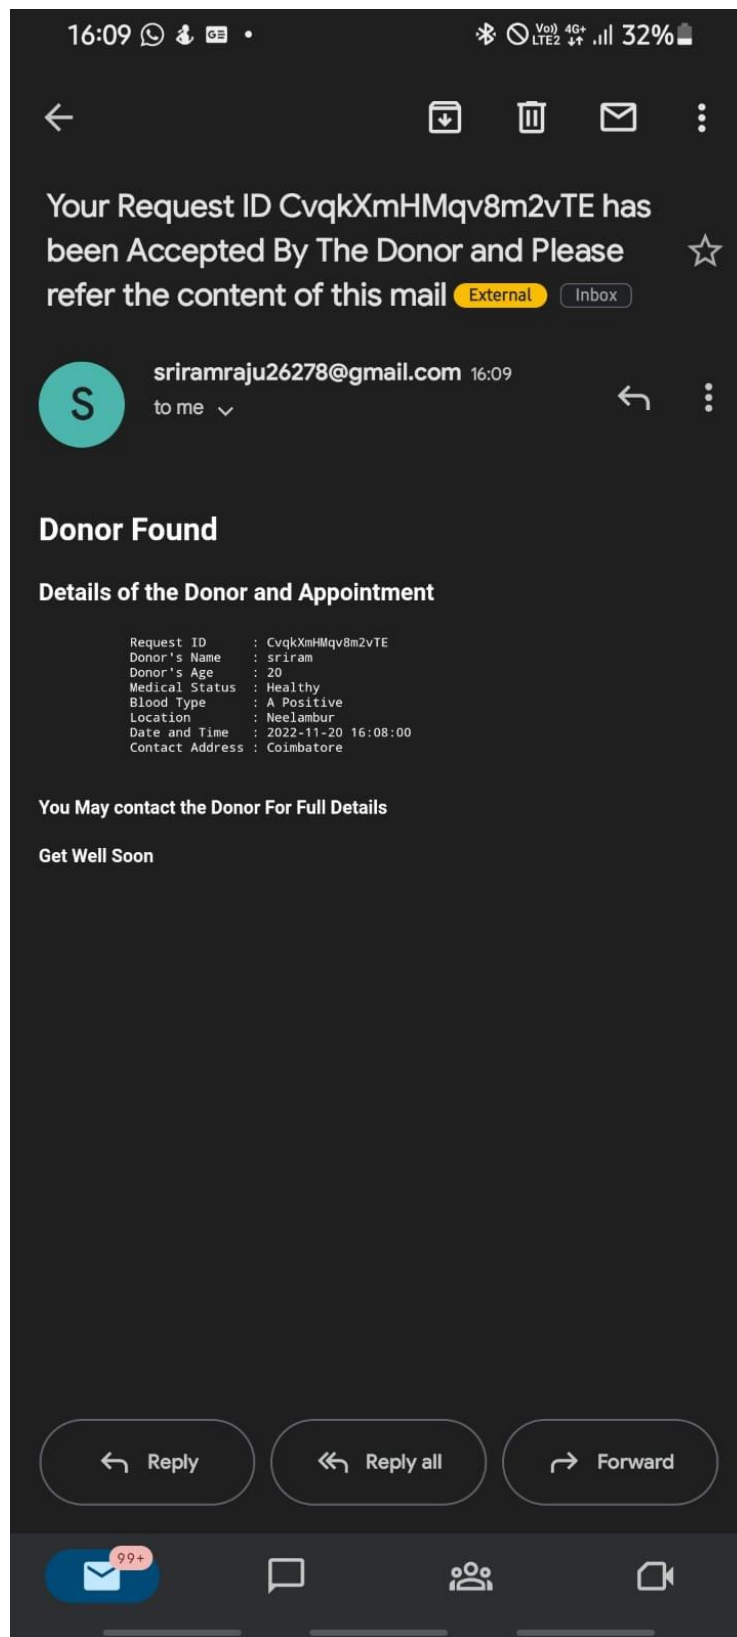 16:09 GE • Vo)) LTE2 4G+ 32%
Your Request ID CvqkXmHMqv8m2vTE has
been Accepted By The Donor and Please
refer the content of this mail External Inbox
S sriramraju26278@gmail.com 16:09
to me
Donor Found
Details of the Donor and Appointment
Request ID : CvqkXmHMqv8m2vTE
Donor's Name : sriram
Donor's Age : 20
Medical Status : Healthy
Blood Type : A Positive
Location : Neelambur
Date and Time : 2022-11-20 16:08:00
Contact Address : Coimbatore
You May contact the Donor For Full Details
Get Well Soon
Reply Reply all Forward
99+